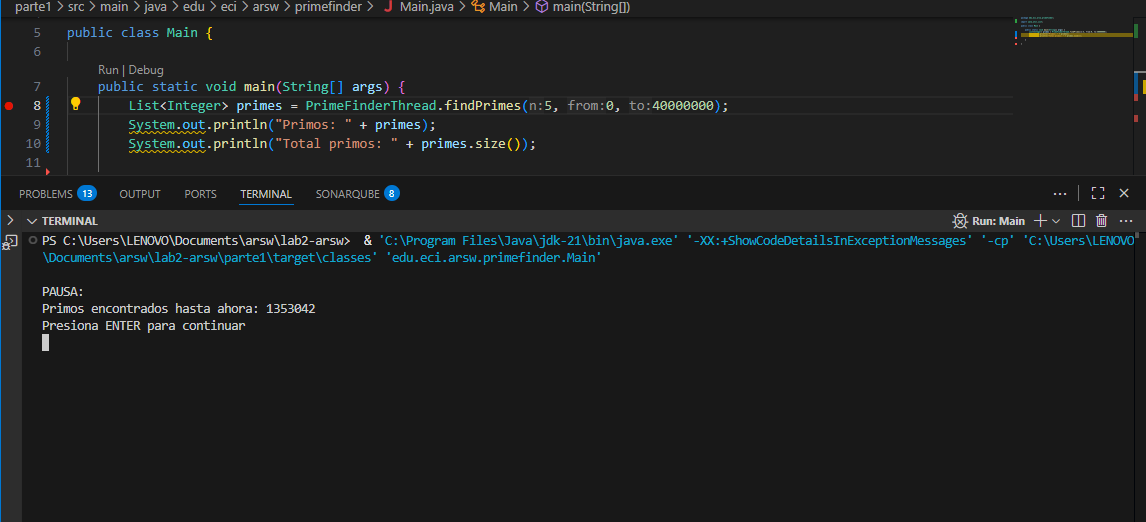 parte1 > src > main > java > edu > eci > arsw > primefinder > J Main.java > Main > main(String[])
5 public class Main {
6
Run | Debug
7 public static void main(String[] args) {
8 List<Integer> primes = PrimeFinderThread.findPrimes(n:5, from:0, to:40000000);
9 System.out.println("Primos: " + primes);
10 System.out.println("Total primos: " + primes.size());
11
PROBLEMS 13 OUTPUT PORTS TERMINAL SONARQUBE 8
TERMINAL Run: Main
PS C:\Users\LENOVO\Documents\arsw\lab2-arsw> & 'C:\Program Files\Java\jdk-21\bin\java.exe' '-XX:+ShowCodeDetailsInExceptionMessages' '-cp' 'C:\Users\LENOVO
\Documents\arsw\lab2-arsw\parte1\target\classes' 'edu.eci.arsw.primefinder.Main'
PAUSA:
Primos encontrados hasta ahora: 1353042
Presiona ENTER para continuar